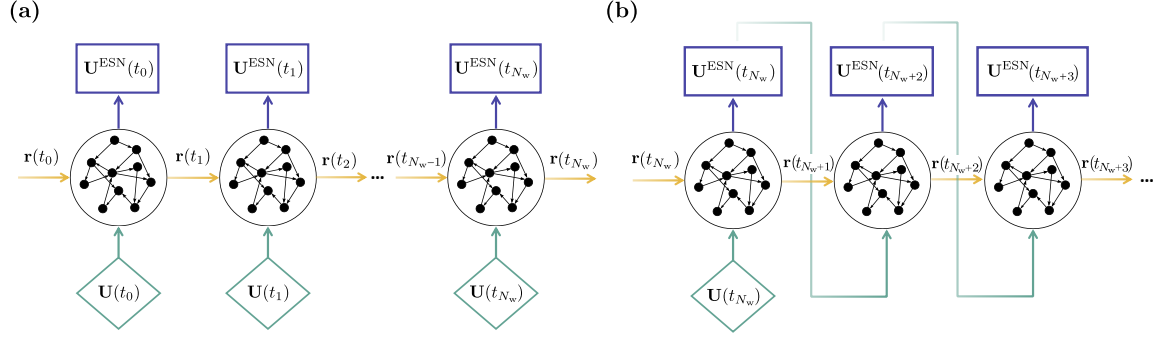 (a)
U^ESN(t_0) U^ESN(t_1) U^ESN(t_{N_w})
r(t_0) r(t_1) r(t_2) ... r(t_{N_w-1}) r(t_{N_w})
U(t_0) U(t_1) U(t_{N_w})
(b)
U^ESN(t_{N_w}) U^ESN(t_{N_w+2}) U^ESN(t_{N_w+3})
r(t_{N_w}) r(t_{N_w+1}) r(t_{N_w+2}) r(t_{N_w+3}) ...
U(t_{N_w})